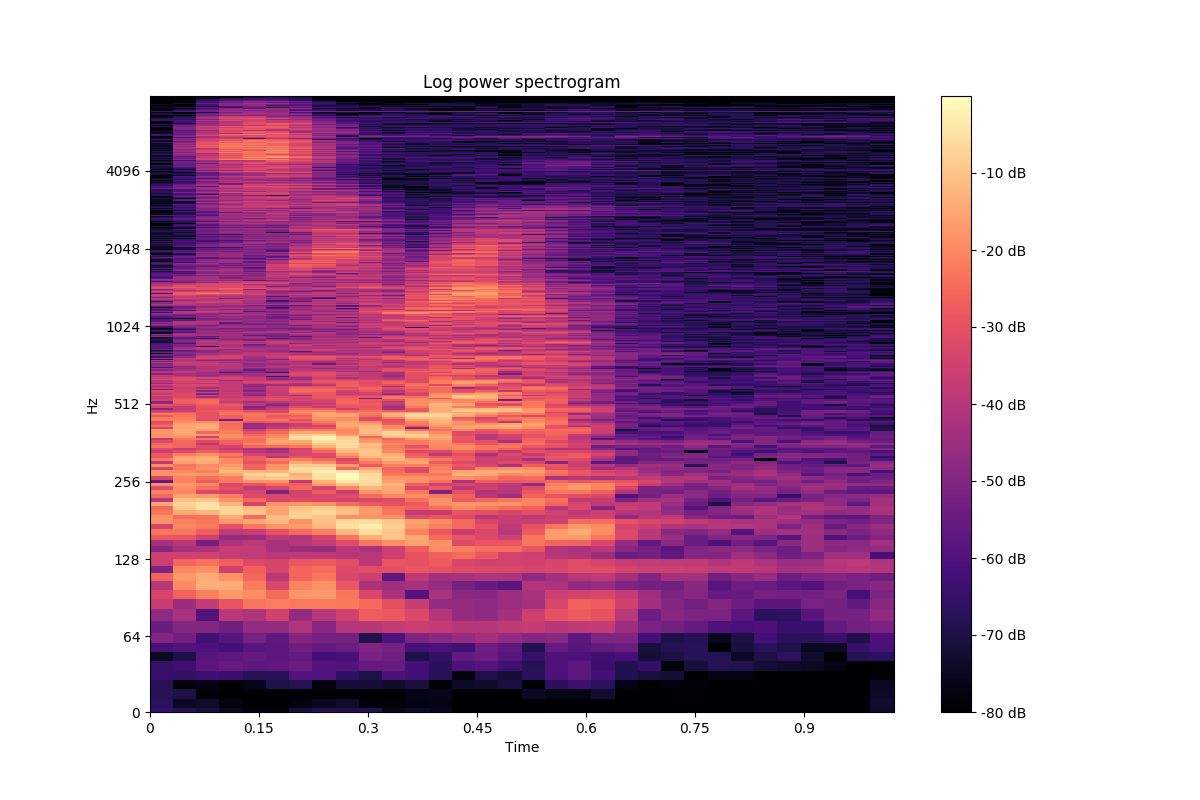 Log power spectrogram
Hz
4096
2048
1024
512
256
128
64
0
0 0.15 0.3 0.45 0.6 0.75 0.9
Time
-10 dB
-20 dB
-30 dB
-40 dB
-50 dB
-60 dB
-70 dB
-80 dB